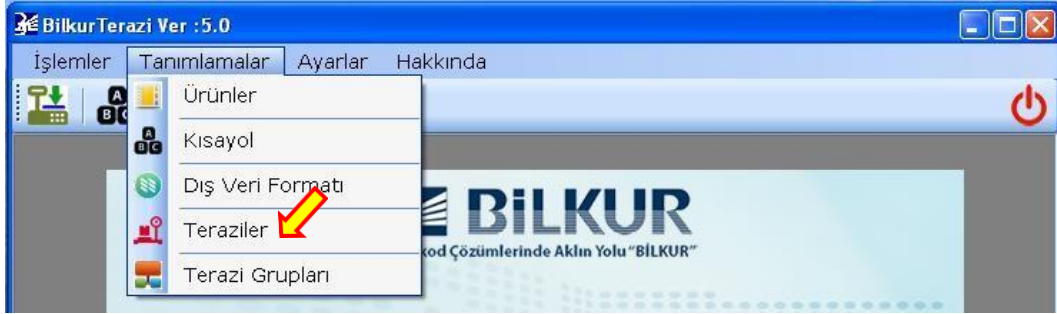 BilkurTerazi Ver :5.0
İşlemler Tanımlamalar Ayarlar Hakkında
Ürünler
Kısayol
Dış Veri Formatı
Teraziler
Terazi Grupları
BİLKUR
kod Çözümlerinde Aklın Yolu "BİLKUR"